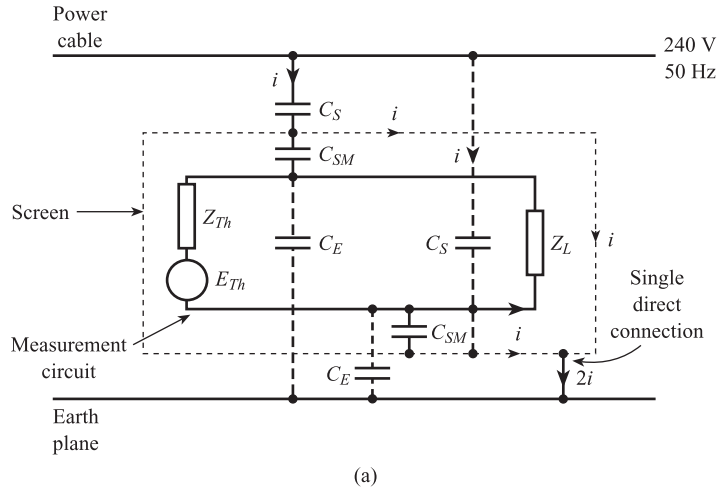 Power
cable
240 V
50 Hz
i
C_S
i
C_SM
i
Screen
Z_Th
C_E
C_S
Z_L
i
E_Th
Single
direct
connection
Measurement
circuit
C_SM
i
C_E
2i
Earth
plane
(a)